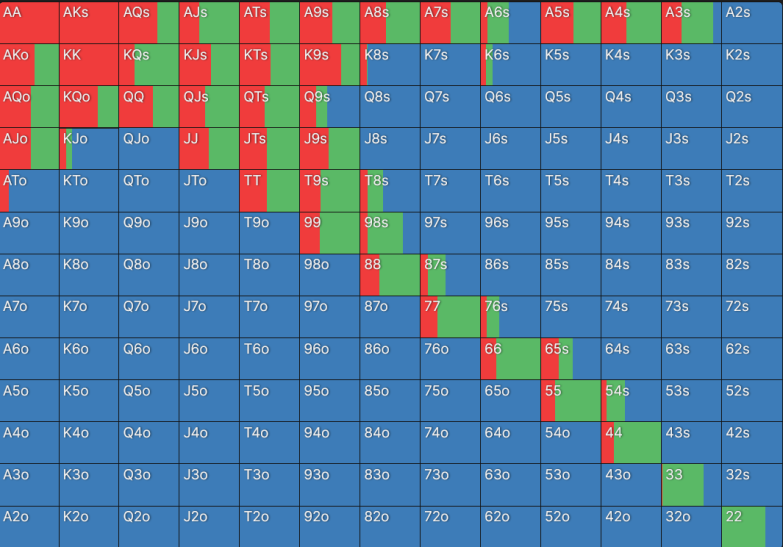 AA AKs AQs AJs ATs A9s A8s A7s A6s A5s A4s A3s A2s
AKo KK KQs KJs KTs K9s K8s K7s K6s K5s K4s K3s K2s
AQo KQo QQ QJs QTs Q9s Q8s Q7s Q6s Q5s Q4s Q3s Q2s
AJo KJo QJo JJ JTs J9s J8s J7s J6s J5s J4s J3s J2s
ATo KTo QTo JTo TT T9s T8s T7s T6s T5s T4s T3s T2s
A9o K9o Q9o J9o T9o 99 98s 97s 96s 95s 94s 93s 92s
A8o K8o Q8o J8o T8o 98o 88 87s 86s 85s 84s 83s 82s
A7o K7o Q7o J7o T7o 97o 87o 77 76s 75s 74s 73s 72s
A6o K6o Q6o J6o T6o 96o 86o 76o 66 65s 64s 63s 62s
A5o K5o Q5o J5o T5o 95o 85o 75o 65o 55 54s 53s 52s
A4o K4o Q4o J4o T4o 94o 84o 74o 64o 54o 44 43s 42s
A3o K3o Q3o J3o T3o 93o 83o 73o 63o 53o 43o 33 32s
A2o K2o Q2o J2o T2o 92o 82o 72o 62o 52o 42o 32o 22